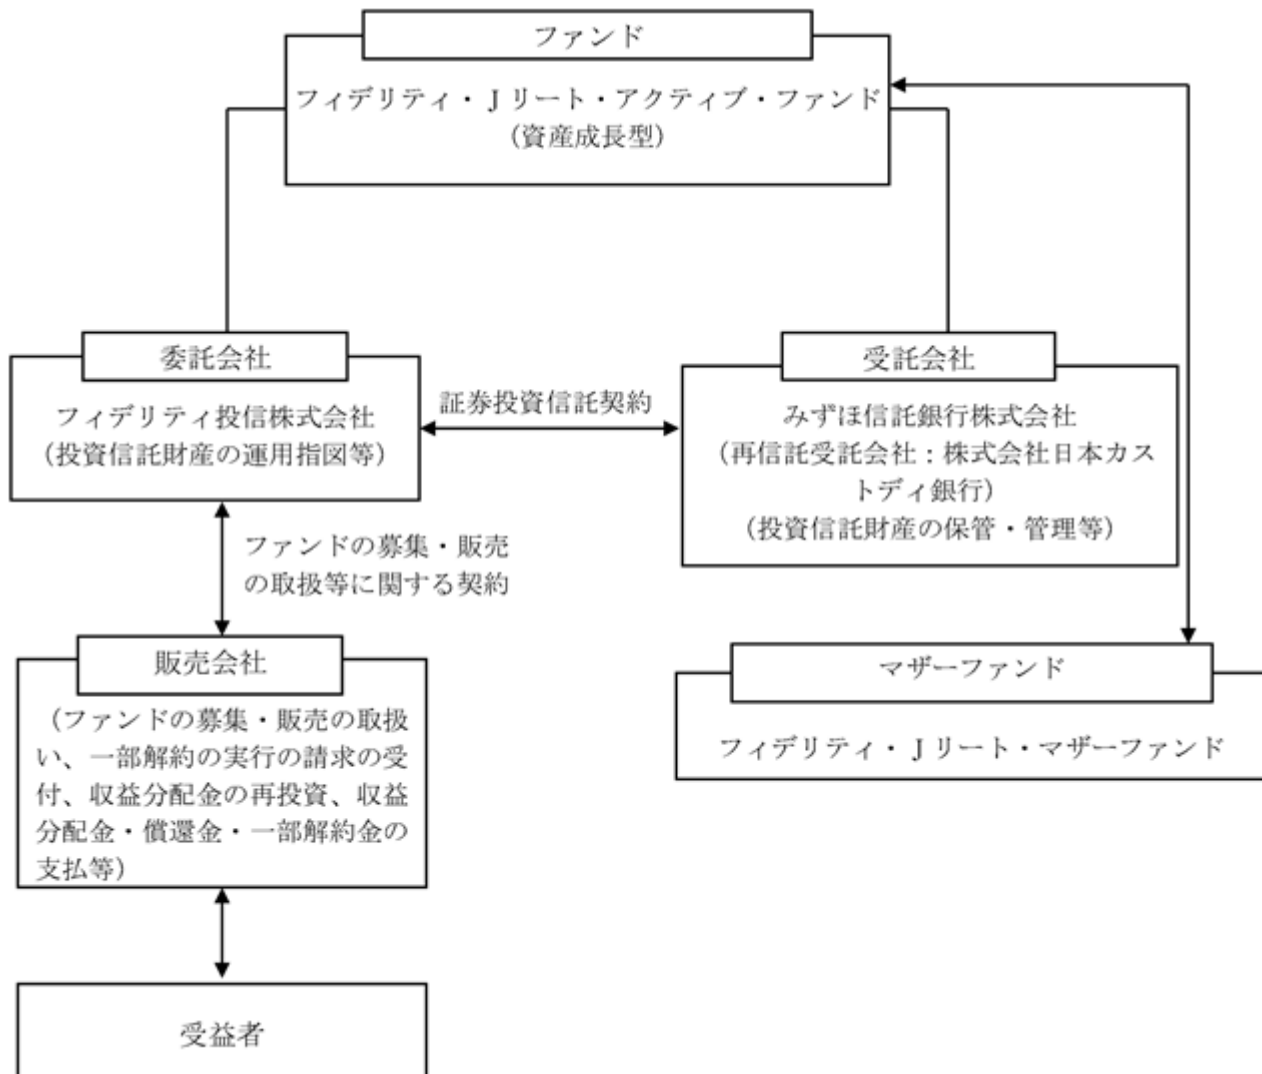 ファンド
フィデリティ・Jリート・アクティブ・ファンド
（資産成長型）
委託会社
フィデリティ投信株式会社
（投資信託財産の運用指図等）
証券投資信託契約
受託会社
みずほ信託銀行株式会社
（再信託受託会社：株式会社日本カス
トディ銀行）
（投資信託財産の保管・管理等）
ファンドの募集・販売
の取扱等に関する契約
販売会社
（ファンドの募集・販売の取扱
い、一部解約の実行の請求の受
付、収益分配金の再投資、収益
分配金・償還金・一部解約金の
支払等）
マザーファンド
フィデリティ・Jリート・マザーファンド
受益者